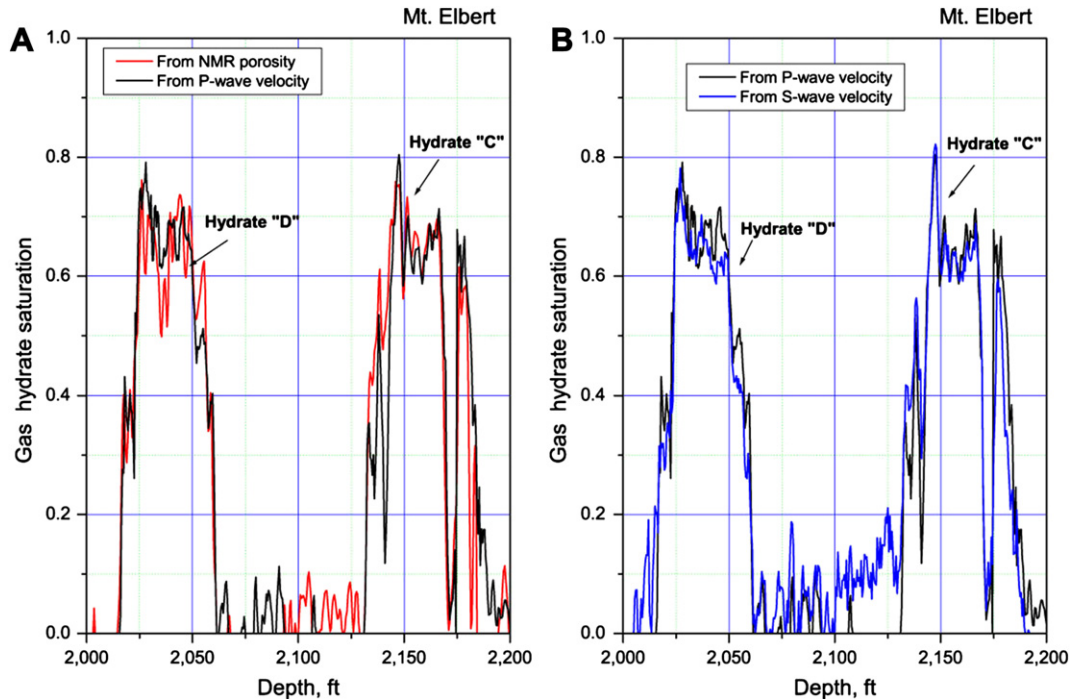 A
Mt. Elbert
From NMR porosity
From P-wave velocity
Hydrate "C"
Hydrate "D"
1.0
0.8
0.6
0.4
0.2
0.0
Gas hydrate saturation
2,000
2,050
2,100
2,150
2,200
Depth, ft
B
Mt. Elbert
From P-wave velocity
From S-wave velocity
Hydrate "C"
Hydrate "D"
1.0
0.8
0.6
0.4
0.2
0.0
Gas hydrate saturation
2,000
2,050
2,100
2,150
2,200
Depth, ft